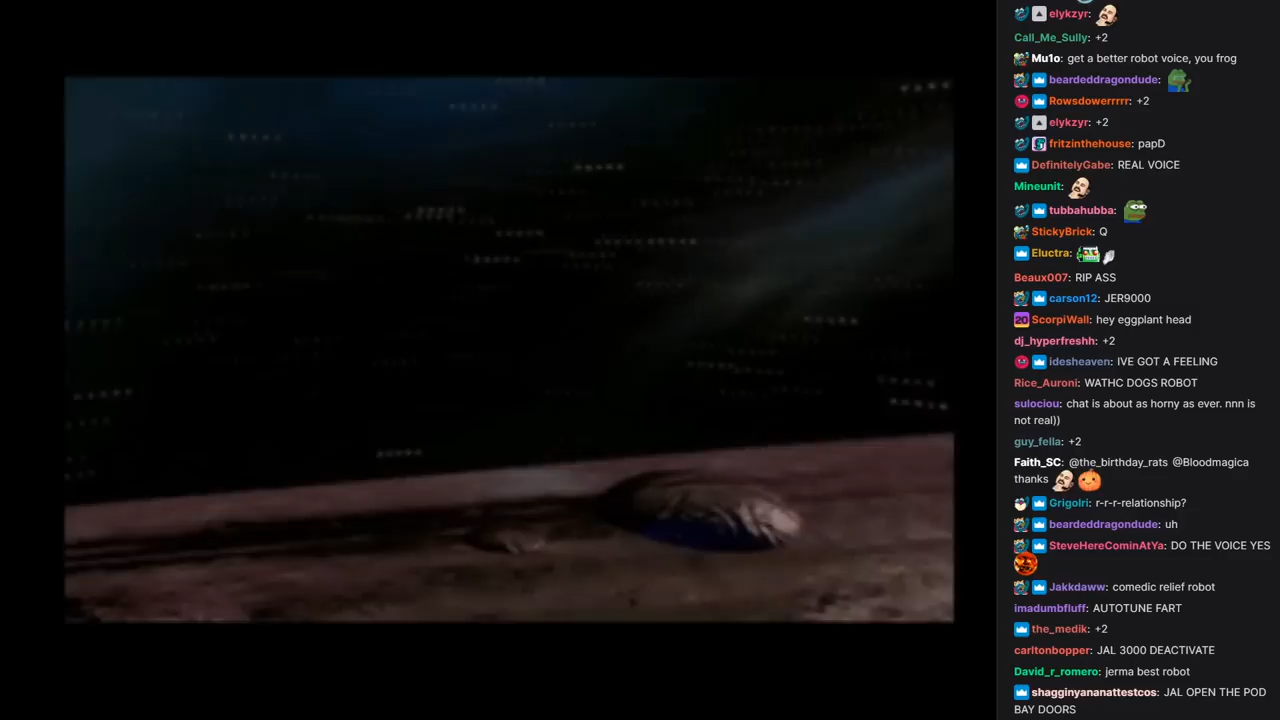 elykzyr:
Call_Me_Sully: +2
Mu1o: get a better robot voice, you frog
beardeddragondude:
Rowsdowerrrrr: +2
elykzyr: +2
fritzinthehouse: papD
DefinitelyGabe: REAL VOICE
Mineunit:
tubbahubba:
StickyBrick: Q
Eluctra:
Beaux007: RIP ASS
carson12: JER9000
20 ScorpiWall: hey eggplant head
dj_hyperfreshh: +2
idesheaven: IVE GOT A FEELING
Rice_Auroni: WATHC DOGS ROBOT
sulociou: chat is about as horny as ever. nnn is
not real))
guy_fella: +2
Faith_SC: @the_birthday_rats @Bloodmagica
thanks
Grigolri: r-r-r-relationship?
beardeddragondude: uh
SteveHereCominAtYa: DO THE VOICE YES
Jakkdaww: comedic relief robot
imadumbfluff: AUTOTUNE FART
the_medik: +2
carltonbopper: JAL 3000 DEACTIVATE
David_r_romero: jerma best robot
shagginyananattestcos: JAL OPEN THE POD
BAY DOORS